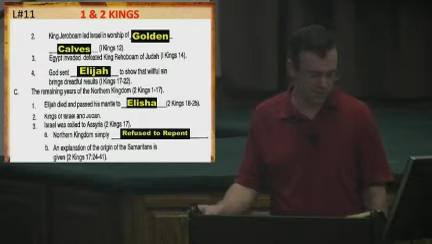 L#11 1 & 2 KINGS
2. King Jeroboam led Israel in worship of Golden
Calves (I Kings 12).
3. Egypt invaded, defeated King Rehoboam of Judah (I Kings 14).
4. God sent Elijah to show that willful sin
brings dreadful results (I Kings 17-22).
C. The remaining years of the Northern Kingdom (2 Kings 1-17).
1. Elijah died and passed his mantle to Elisha (2 Kings 18-25).
2. Kings of Israel and Judah.
3. Israel was exiled to Assyria (2 Kings 17).
a. Northern Kingdom simply Refused to Repent
b. An explanation of the origin of the Samaritans is
given (2 Kings 17:24-41).